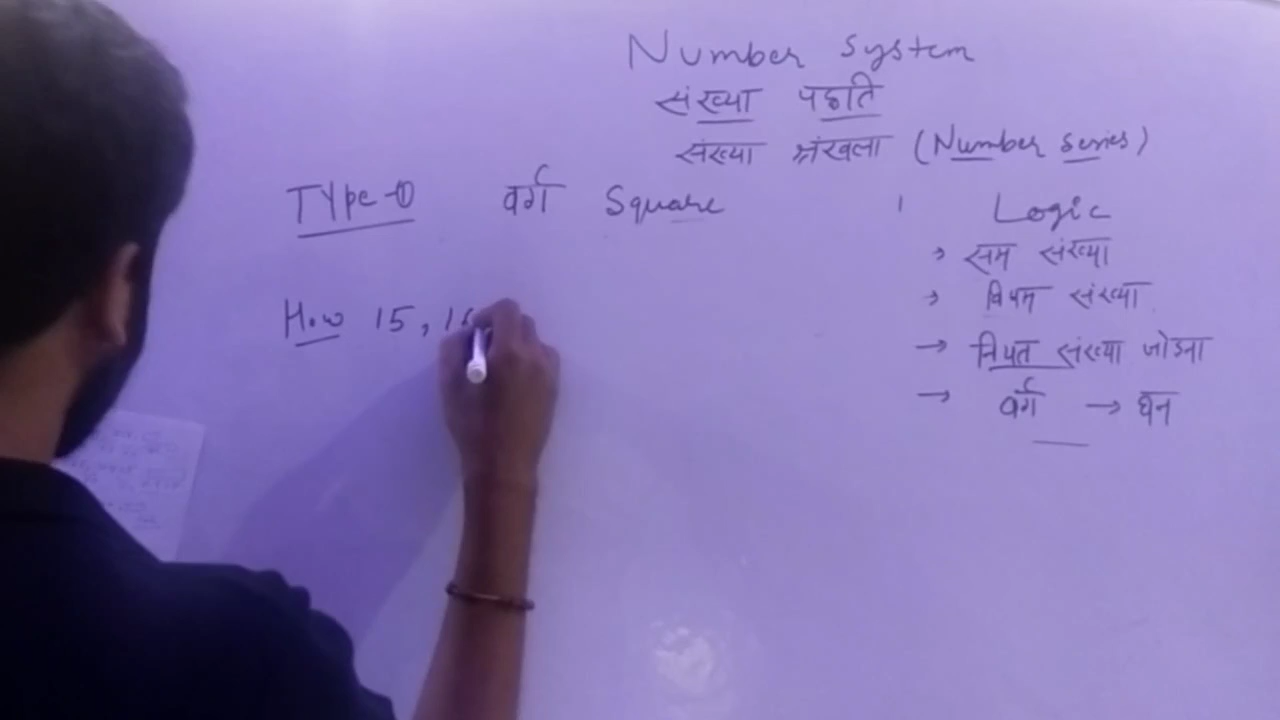 Number System
संख्या पद्धति
संख्या श्रंखला (Number Series)
Type-① वर्ग Square
Logic
→ सम संख्या
→ विषम संख्या
How 15, 16
→ नियत संख्या जोडना
→ वर्ग → घन